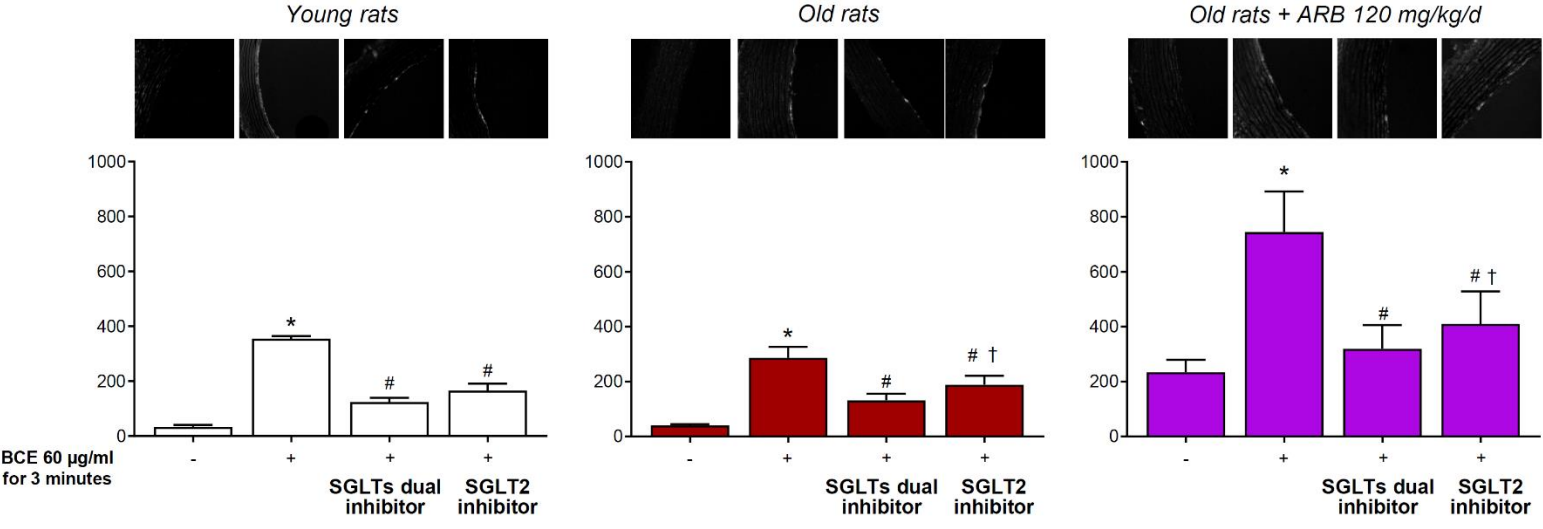 Young rats
Old rats
Old rats + ARB 120 mg/kg/d
1000
800
600
400
200
0
*
#
#
1000
800
600
400
200
0
*
#
# †
1000
800
600
400
200
0
*
#
# †
BCE 60 µg/ml
for 3 minutes
- + + +
- + + +
- + + +
SGLTs dual
inhibitor
SGLT2
inhibitor
SGLTs dual
inhibitor
SGLT2
inhibitor
SGLTs dual
inhibitor
SGLT2
inhibitor